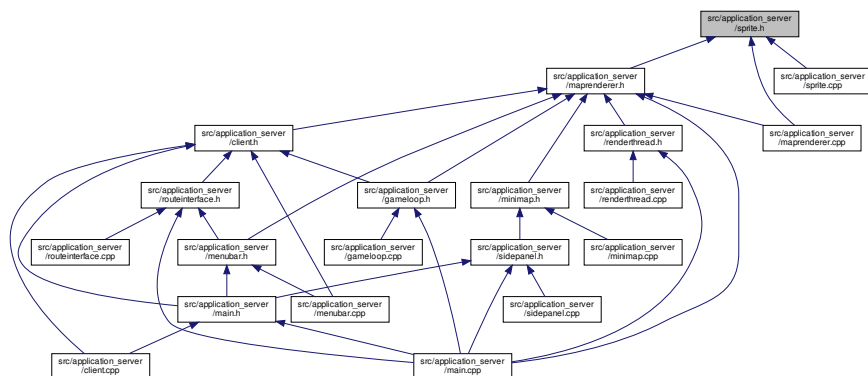 src/application_server
/sprite.h
src/application_server
/maprenderer.h
src/application_server
/sprite.cpp
src/application_server
/client.h
src/application_server
/renderthread.h
src/application_server
/maprenderer.cpp
src/application_server
/routeinterface.h
src/application_server
/gameloop.h
src/application_server
/minimap.h
src/application_server
/renderthread.cpp
src/application_server
/routeinterface.cpp
src/application_server
/menubar.h
src/application_server
/gameloop.cpp
src/application_server
/sidepanel.h
src/application_server
/minimap.cpp
src/application_server
/main.h
src/application_server
/menubar.cpp
src/application_server
/sidepanel.cpp
src/application_server
/client.cpp
src/application_server
/main.cpp